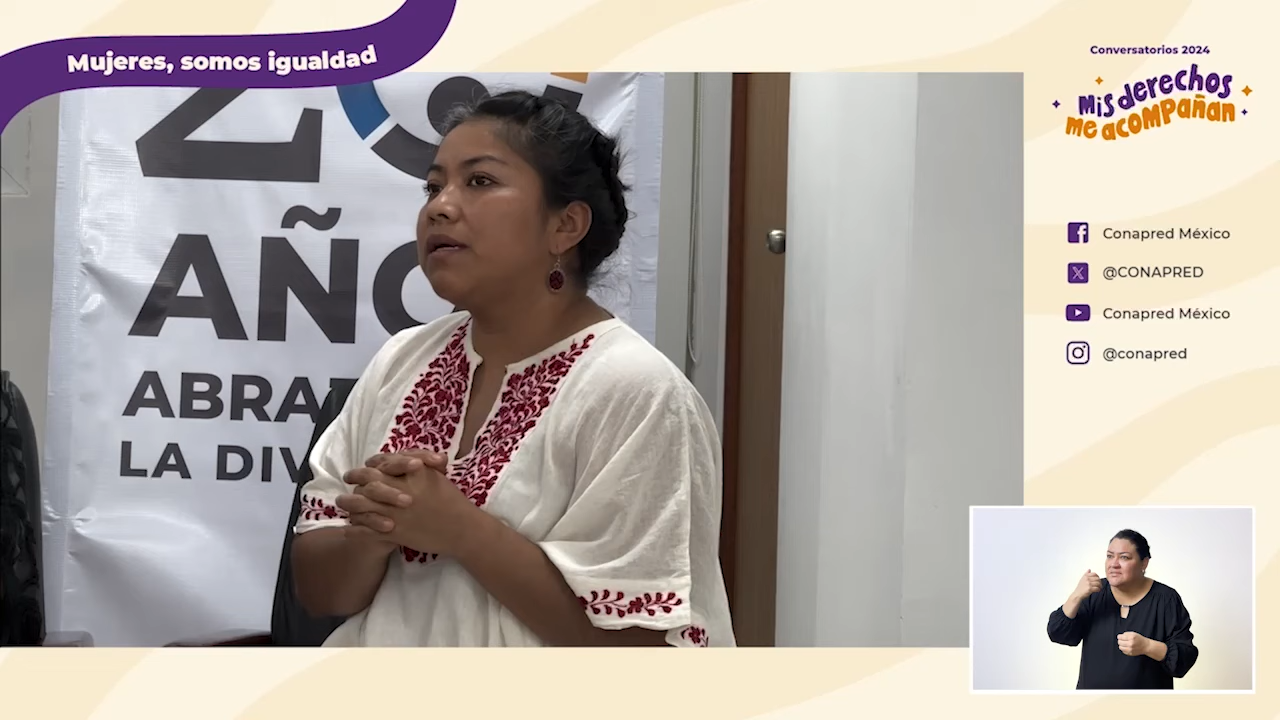 Mujeres, somos igualdad
Conversatorios 2024
Mis derechos
me acompañan
Conapred México
@CONAPRED
Conapred México
@conapred
20
AÑO
ABRA
LA DIV